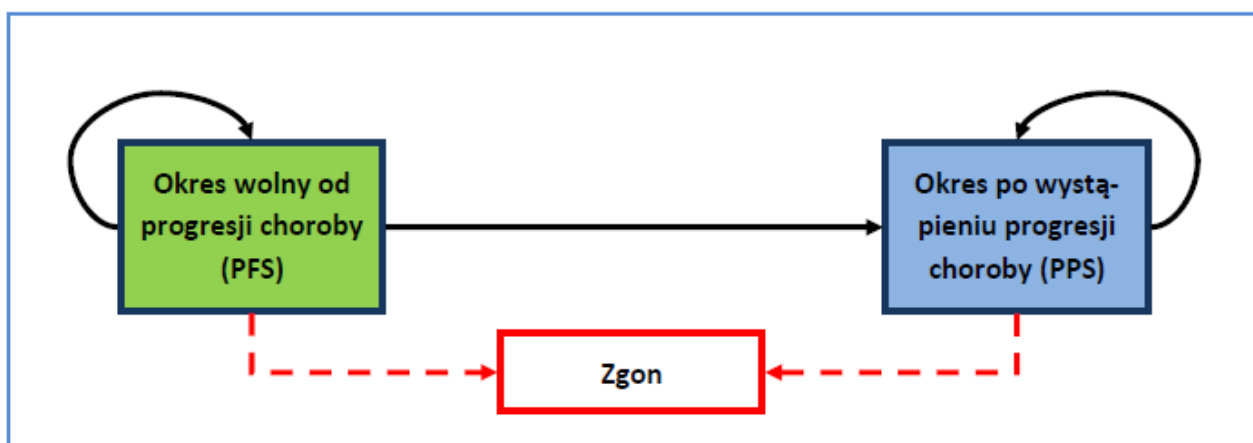 Okres wolny od
progresji choroby
(PFS)
Okres po wystą-
pieniu progresji
choroby (PPS)
Zgon